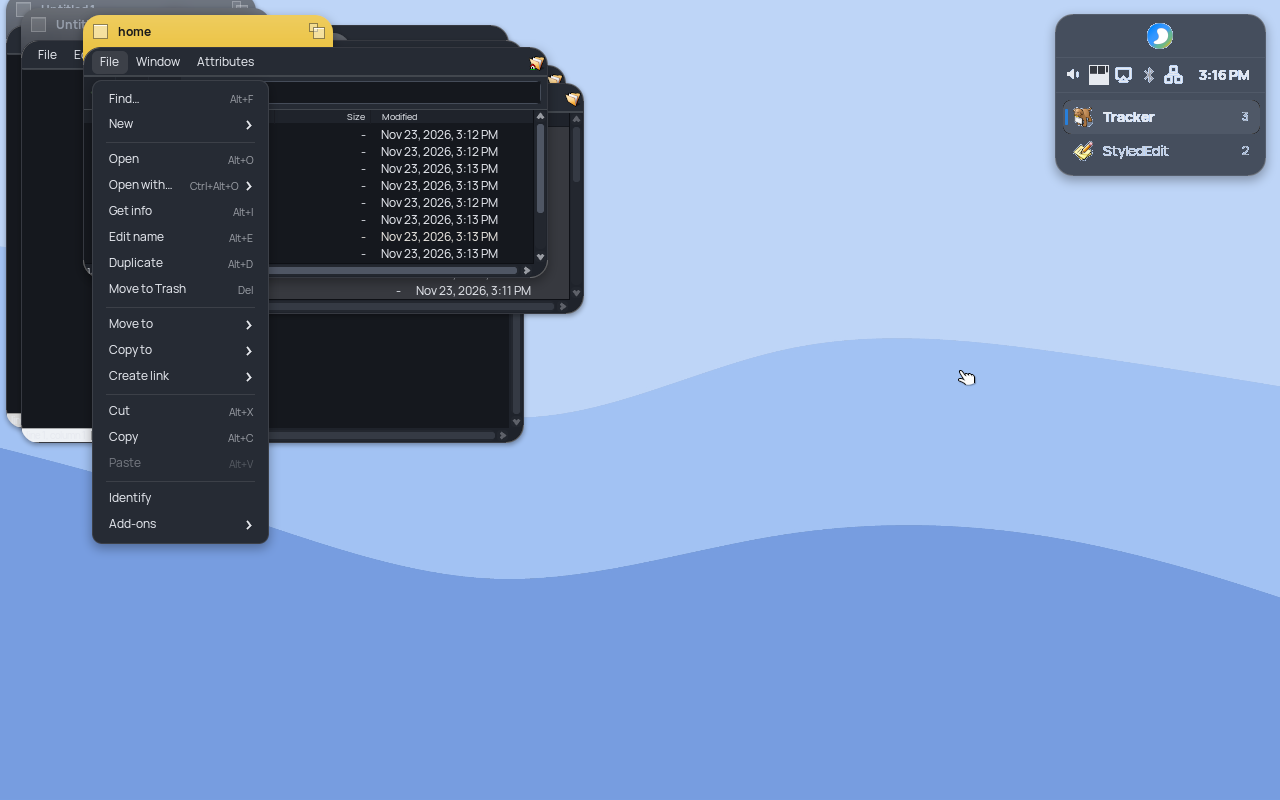 home
File
Window
Attributes
File
Size
Modified
Find...
Alt+F
New
Open
Alt+O
Open with...
Ctrl+Alt+O
Get info
Alt+I
Edit name
Alt+E
Duplicate
Alt+D
Move to Trash
Del
Move to
Copy to
Create link
Cut
Alt+X
Copy
Alt+C
Paste
Alt+V
Identify
Add-ons
- Nov 23, 2026, 3:12 PM
- Nov 23, 2026, 3:12 PM
- Nov 23, 2026, 3:13 PM
- Nov 23, 2026, 3:13 PM
- Nov 23, 2026, 3:12 PM
- Nov 23, 2026, 3:13 PM
- Nov 23, 2026, 3:13 PM
- Nov 23, 2026, 3:13 PM
- Nov 23, 2026, 3:11 PM
3:16 PM
Tracker 3
StyledEdit 2